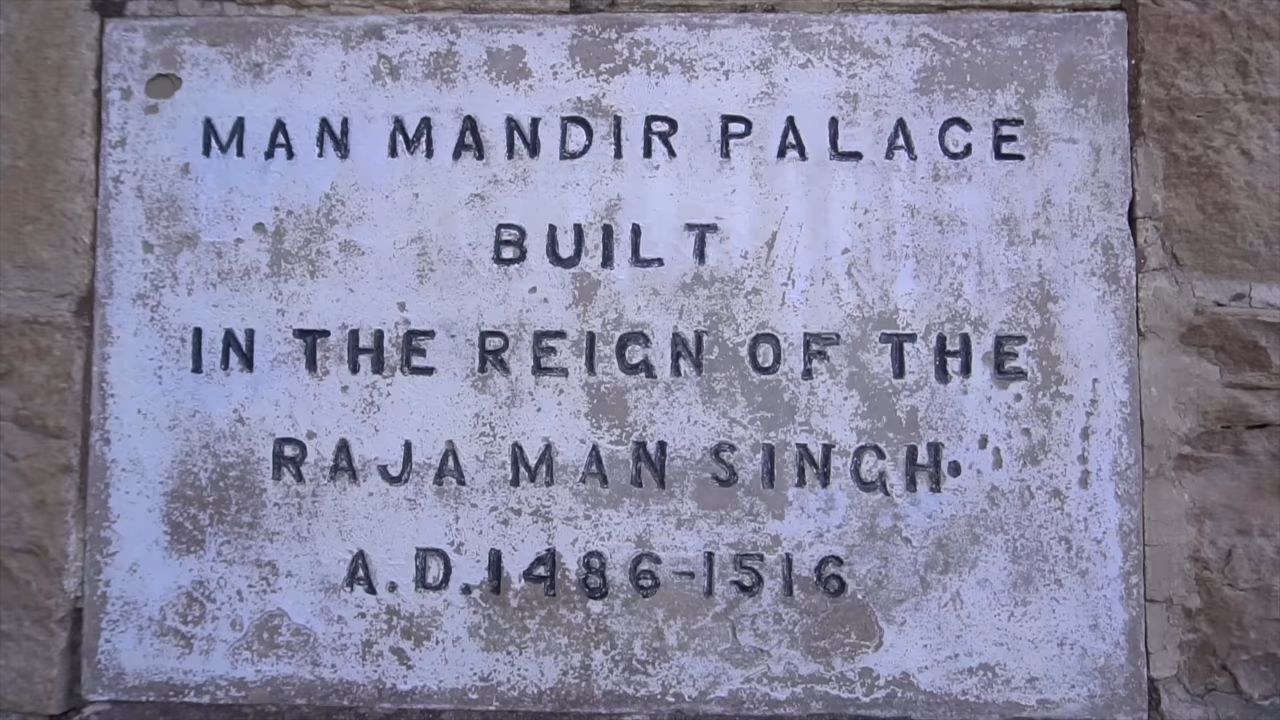 MAN MANDIR PALACE
BUILT
IN THE REIGN OF THE
RAJA MAN SINGH.
A.D.1486-1516